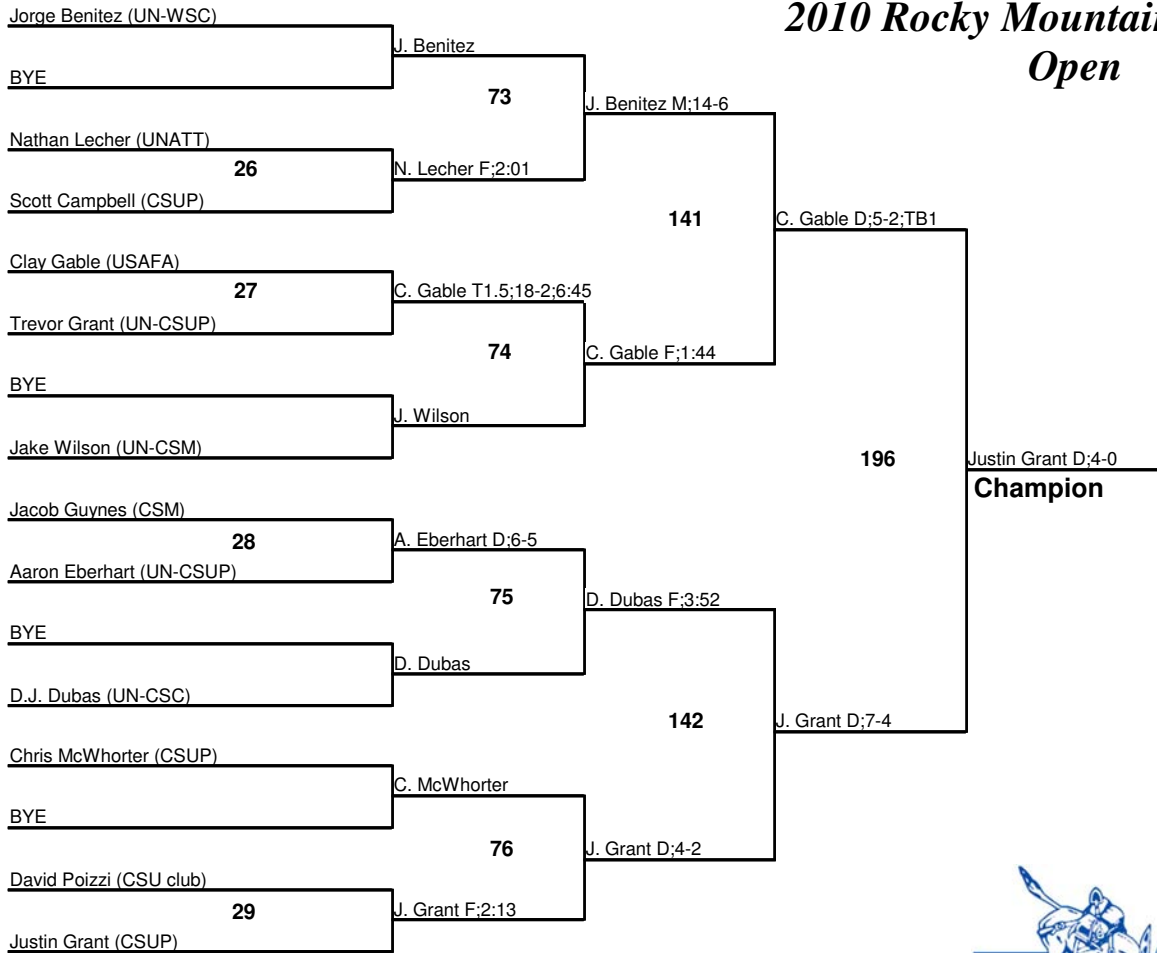 2010 Rocky Mountain
Open
Jorge Benitez (UN-WSC)
J. Benitez
BYE
73
J. Benitez M;14-6
Nathan Lecher (UNATT)
26
N. Lecher F;2:01
Scott Campbell (CSUP)
141
C. Gable D;5-2;TB1
Clay Gable (USAFA)
27
C. Gable T1.5;18-2;6:45
Trevor Grant (UN-CSUP)
74
C. Gable F;1:44
BYE
J. Wilson
Jake Wilson (UN-CSM)
196
Justin Grant D;4-0
Champion
Jacob Guynes (CSM)
28
A. Eberhart D;6-5
Aaron Eberhart (UN-CSUP)
75
D. Dubas F;3:52
BYE
D. Dubas
D.J. Dubas (UN-CSC)
142
J. Grant D;7-4
Chris McWhorter (CSUP)
C. McWhorter
BYE
76
J. Grant D;4-2
David Poizzi (CSU club)
29
J. Grant F;2:13
Justin Grant (CSUP)